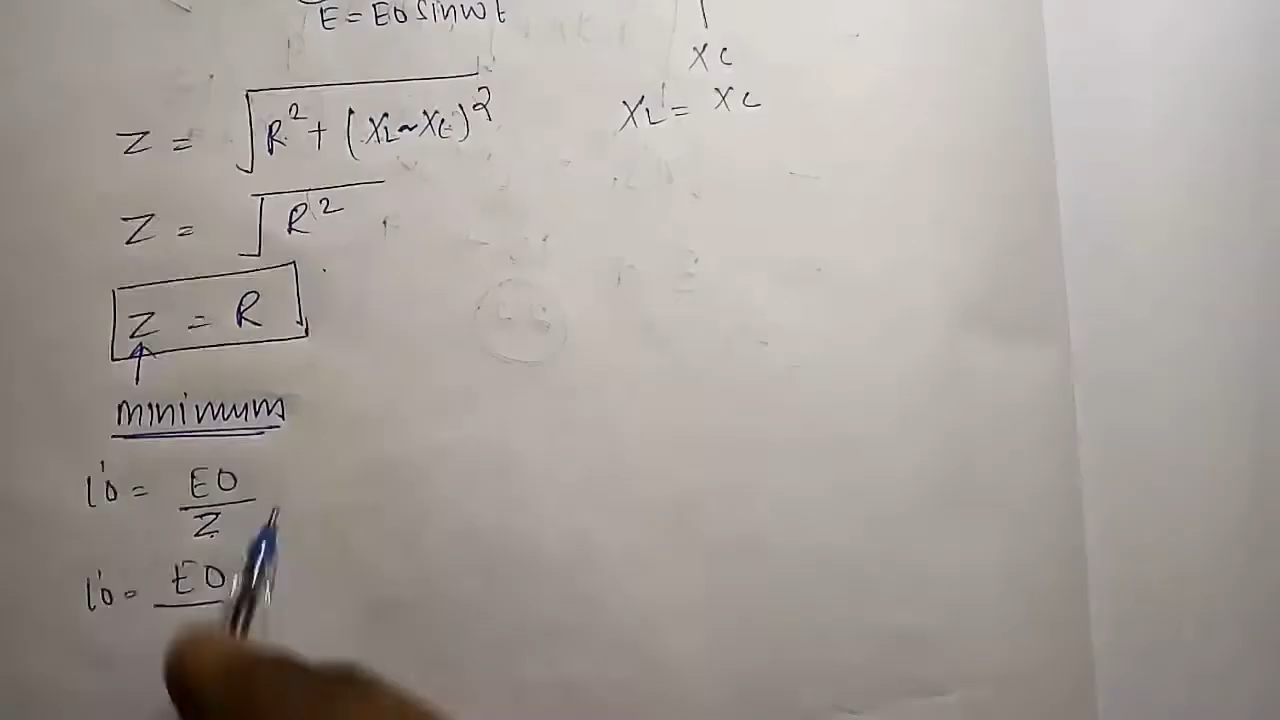 E = E0 sinwt
XC
Z = √R² + (XL ~ XC)²
XL = XC
Z = √R²
Z = R
minimum
i0 = E0/Z
i0 = E0